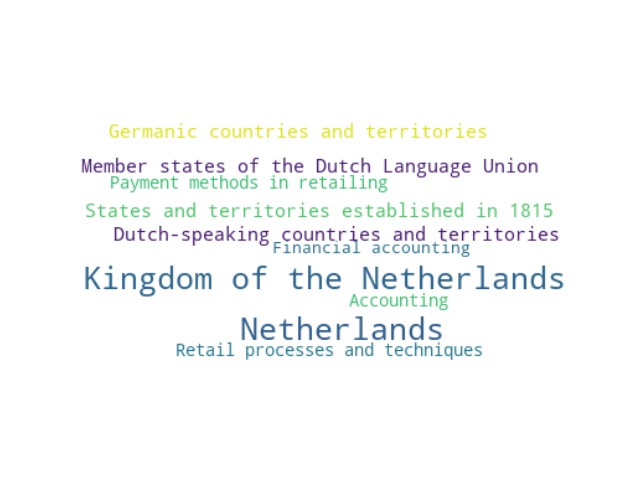 Germanic countries and territories
Member states of the Dutch Language Union
Payment methods in retailing
States and territories established in 1815
Dutch-speaking countries and territories
Financial accounting
Kingdom of the Netherlands
Accounting
Netherlands
Retail processes and techniques